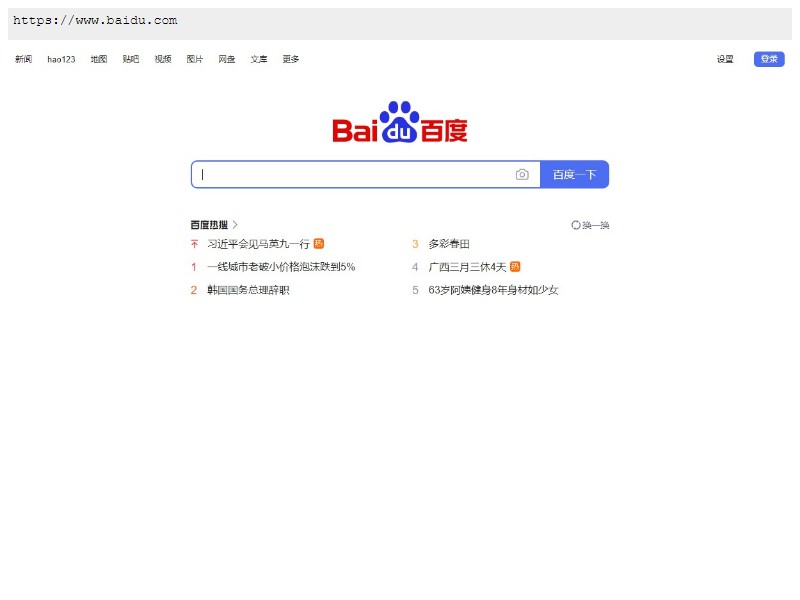 https://www.baidu.com
新闻 hao123 地图 贴吧 视频 图片 网盘 文库 更多 设置 登录
Bai du 百度
百度一下
百度热搜 > 换一换
习近平会见马英九一行 热
1 一线城市老破小价格泡沫跌到5%
2 韩国国务总理辞职
3 多彩春田
4 广西三月三休4天 热
5 63岁阿姨健身8年身材如少女